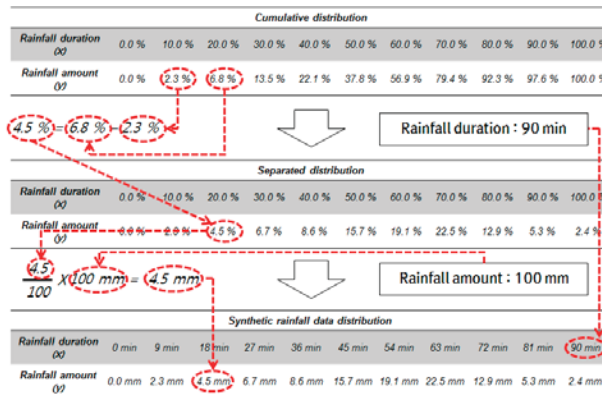 Cumulative distribution
Rainfall duration (x) 0.0 % 10.0 % 20.0 % 30.0 % 40.0 % 50.0 % 60.0 % 70.0 % 80.0 % 90.0 % 100.0 %
Rainfall amount (y) 0.0 % 2.3 % 6.8 % 13.5 % 22.1 % 37.8 % 56.9 % 79.4 % 92.3 % 97.6 % 100.0 %
4.5 % = 6.8 % - 2.3 %
Rainfall duration : 90 min
Separated distribution
Rainfall duration (x) 0.0 % 10.0 % 20.0 % 30.0 % 40.0 % 50.0 % 60.0 % 70.0 % 80.0 % 90.0 % 100.0 %
Rainfall amount (y) 0.0 % 4.5 % 6.7 % 8.6 % 15.7 % 19.1 % 22.5 % 12.9 % 5.3 % 2.4 %
4.5
100
X 100 mm = 4.5 mm
Rainfall amount : 100 mm
Synthetic rainfall data distribution
Rainfall duration (x) 0 min 9 min 18 min 27 min 36 min 45 min 54 min 63 min 72 min 81 min 90 min
Rainfall amount (y) 0.0 mm 2.3 mm 4.5 mm 6.7 mm 8.6 mm 15.7 mm 19.1 mm 22.5 mm 12.9 mm 5.3 mm 2.4 mm